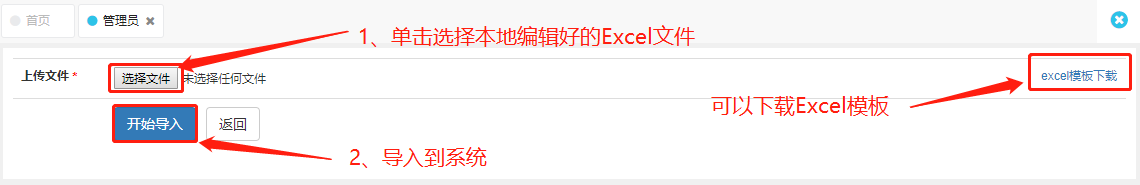 首页 管理员
1、单击选择本地编辑好的Excel文件
上传文件 * 选择文件 未选择任何文件 excel模板下载
可以下载Excel模板
开始导入 返回
2、导入到系统